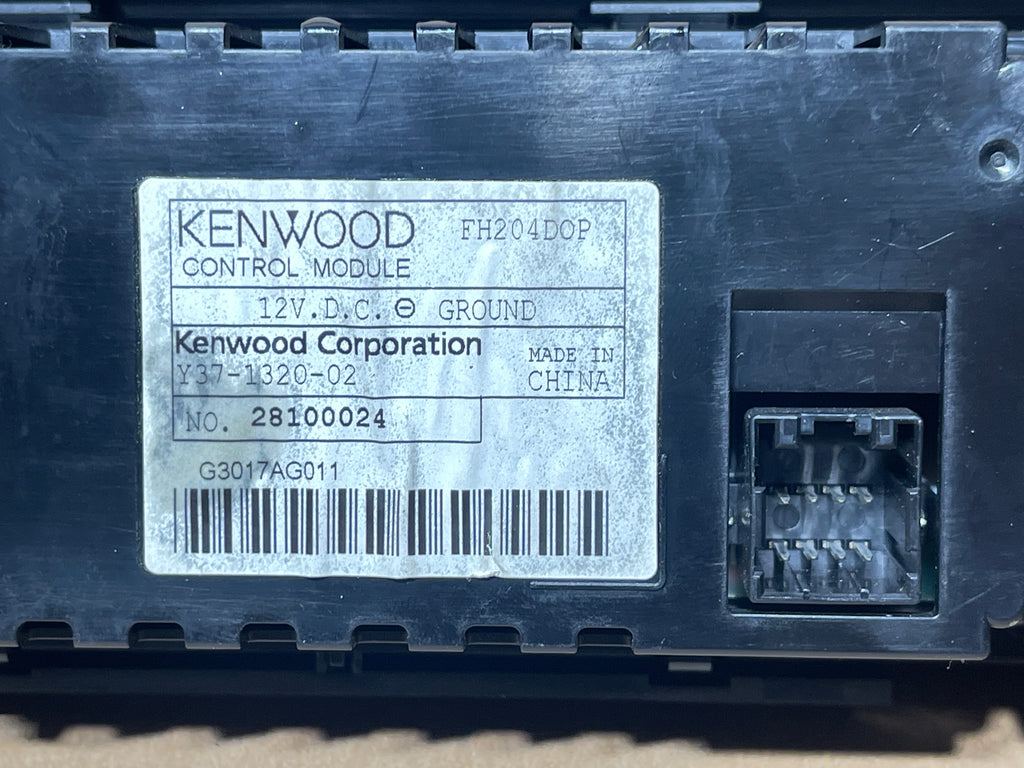 KENWOOD FH204DOP
CONTROL MODULE
12V.D.C. ⊖ GROUND
Kenwood Corporation
MADE IN
Y37-1320-02
CHINA
NO. 28100024
G3017AG011